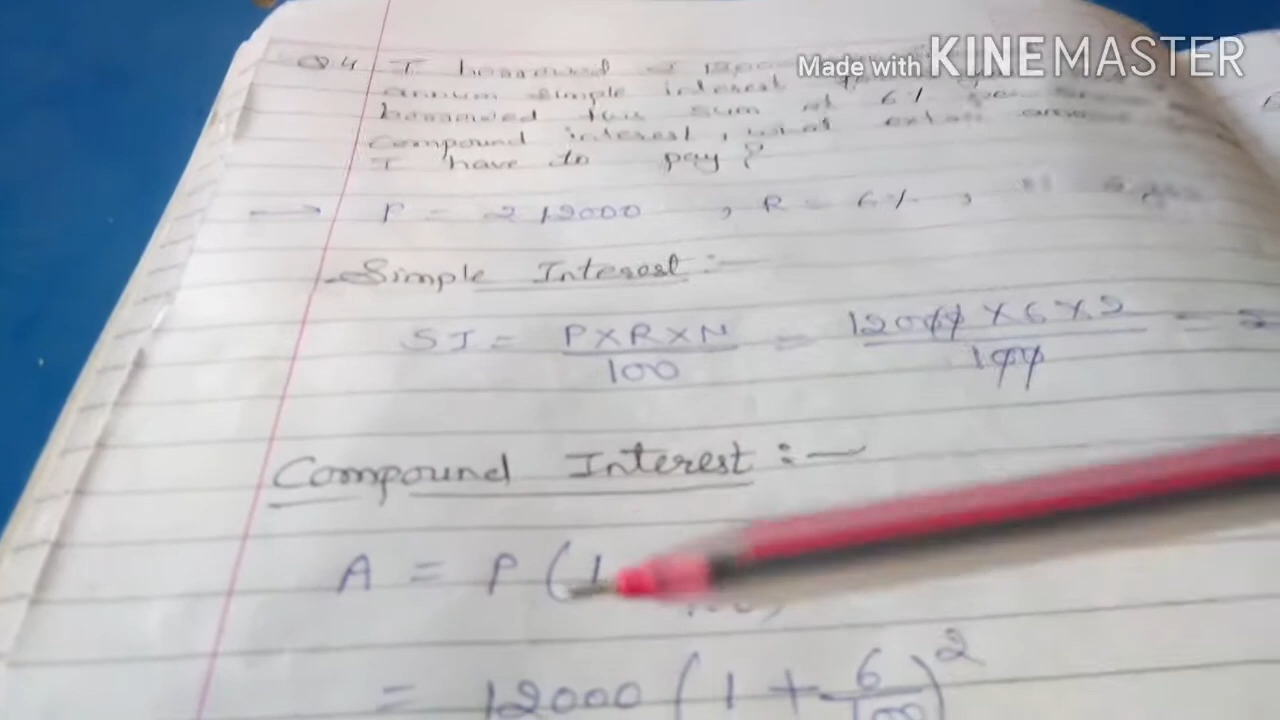 Made with KINEMASTER
Q4 I borrowed ₹ 1200
annum simple interest
borrowed this sum at 6% per
compound interest, what extra
I have to pay?
→ P = ₹ 12000 , R = 6% ,
Simple Interest :-
SI = P×R×N/100 = 12000 × 6 × 2/100 =
Compound Interest :-
A = P (1
= 12000 (1 + 6/100)²